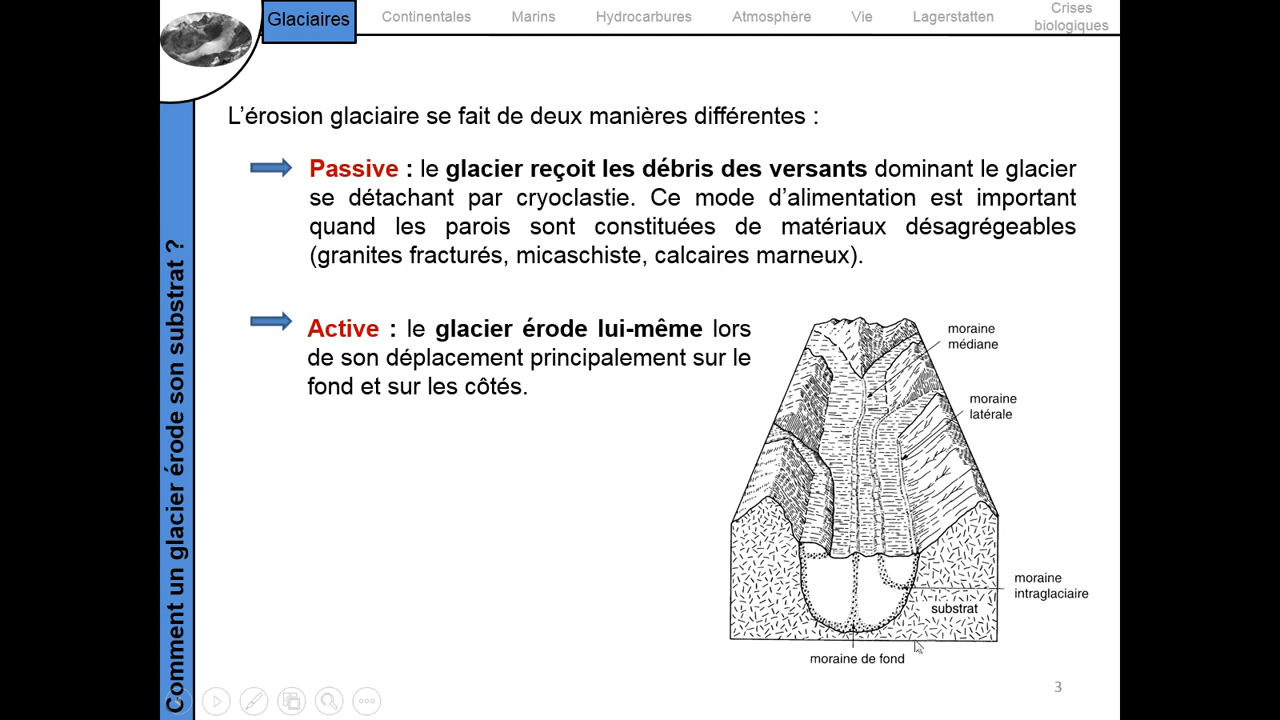 Glaciaires
Continentales
Marins
Hydrocarbures
Atmosphère
Vie
Lagerstatten
Crises
biologiques
Comment un glacier érode son substrat ?
L’érosion glaciaire se fait de deux manières différentes :
Passive : le glacier reçoit les débris des versants dominant le glacier
se détachant par cryoclastie. Ce mode d’alimentation est important
quand les parois sont constituées de matériaux désagrégeables
(granites fracturés, micaschiste, calcaires marneux).
Active : le glacier érode lui-même lors
de son déplacement principalement sur le
fond et sur les côtés.
moraine
médiane
moraine
latérale
moraine
intraglaciaire
substrat
moraine de fond
3